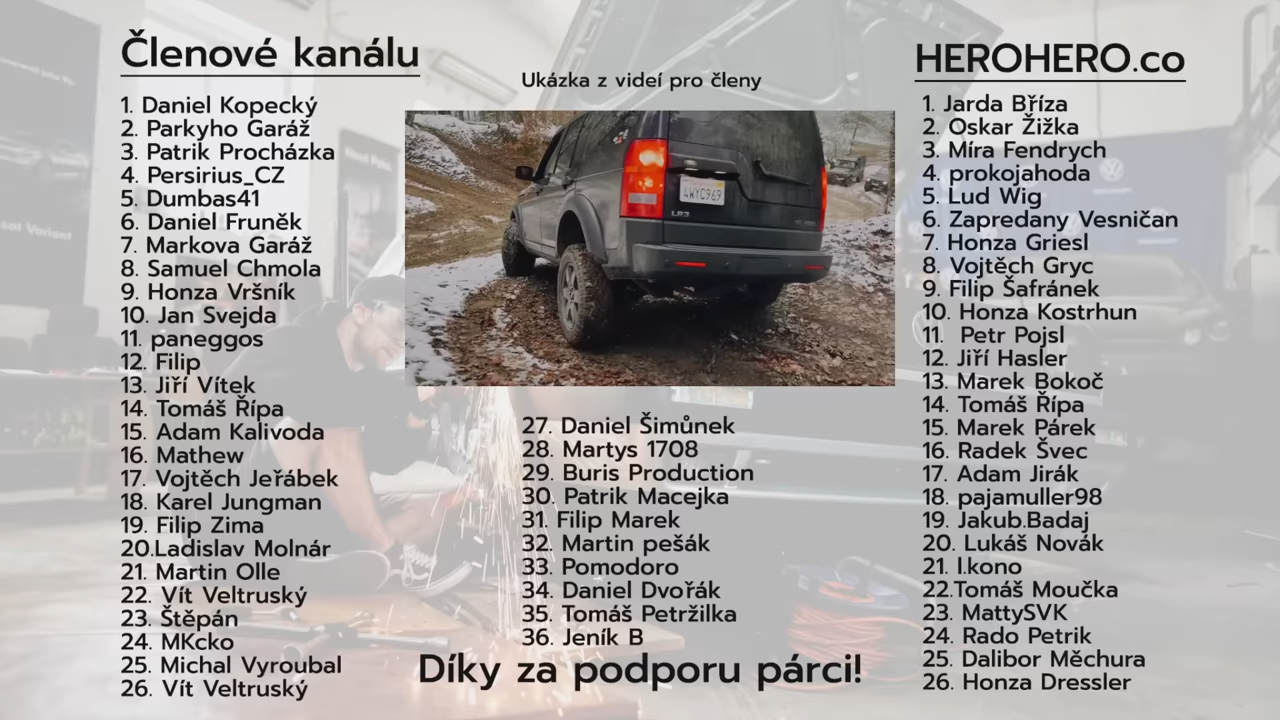 Členové kanálu
1. Daniel Kopecký
2. Parkyho Garáž
3. Patrik Procházka
4. Persirius_CZ
5. Dumbas41
6. Daniel Fruněk
7. Markova Garáž
8. Samuel Chmola
9. Honza Vršník
10. Jan Svejda
11. paneggos
12. Filip
13. Jiří Vítek
14. Tomáš Řípa
15. Adam Kalivoda
16. Mathew
17. Vojtěch Jeřábek
18. Karel Jungman
19. Filip Zima
20.Ladislav Molnár
21. Martin Olle
22. Vít Veltruský
23. Štěpán
24. MKcko
25. Michal Vyroubal
26. Vít Veltruský
Ukázka z videí pro členy
4WYC969
LR3
27. Daniel Šimůnek
28. Martys 1708
29. Buris Production
30. Patrik Macejka
31. Filip Marek
32. Martin pešák
33. Pomodoro
34. Daniel Dvořák
35. Tomáš Petržilka
36. Jeník B
Díky za podporu párci!
HEROHERO.co
1. Jarda Bříza
2. Oskar Žižka
3. Míra Fendrych
4. prokojahoda
5. Lud Wig
6. Zapredany Vesničan
7. Honza Griesl
8. Vojtěch Gryc
9. Filip Šafránek
10. Honza Kostrhun
11. Petr Pojsl
12. Jiří Hasler
13. Marek Bokoč
14. Tomáš Řípa
15. Marek Párek
16. Radek Švec
17. Adam Jirák
18. pajamuller98
19. Jakub.Badaj
20. Lukáš Novák
21. l.kono
22.Tomáš Moučka
23. MattySVK
24. Rado Petrik
25. Dalibor Měchura
26. Honza Dressler